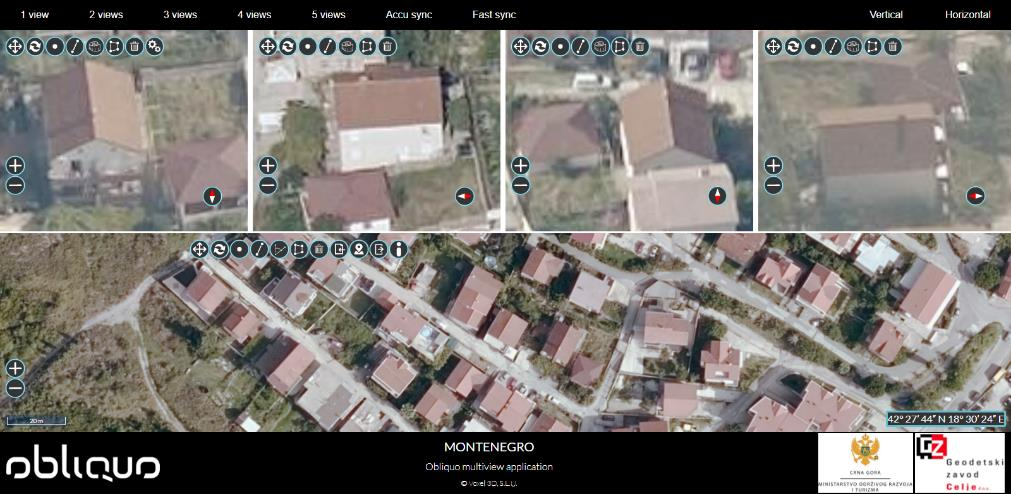 1 view 2 views 3 views 4 views 5 views Accu sync Fast sync Vertical Horizontal
20 m
42° 27' 44" N 18° 30' 24" E
obliquo
MONTENEGRO
Obliquo multiview application
© Voxel 3D, S.L.U.
CRNA GORA
MINISTARSTVO ODRŽIVOG RAZVOJA
I TURIZMA
GZ
Geodetski
zavod
Celje d.o.o.